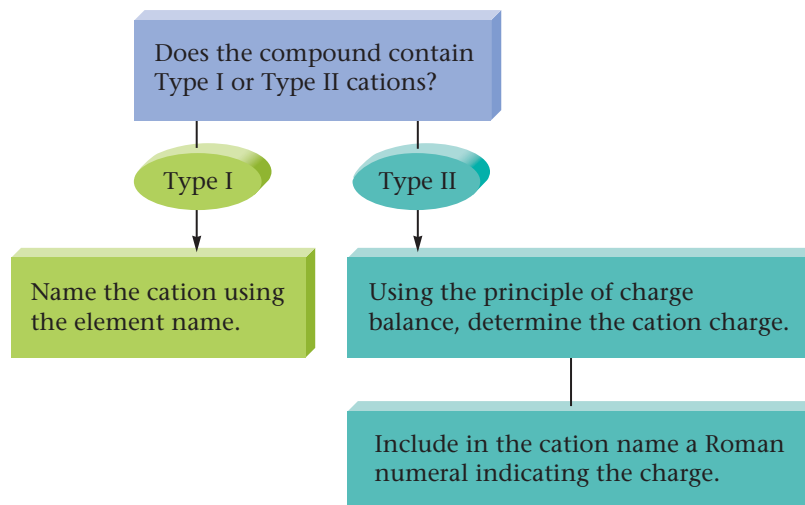 Does the compound contain
Type I or Type II cations?
Type I
Type II
Name the cation using
the element name.
Using the principle of charge
balance, determine the cation charge.
Include in the cation name a Roman
numeral indicating the charge.